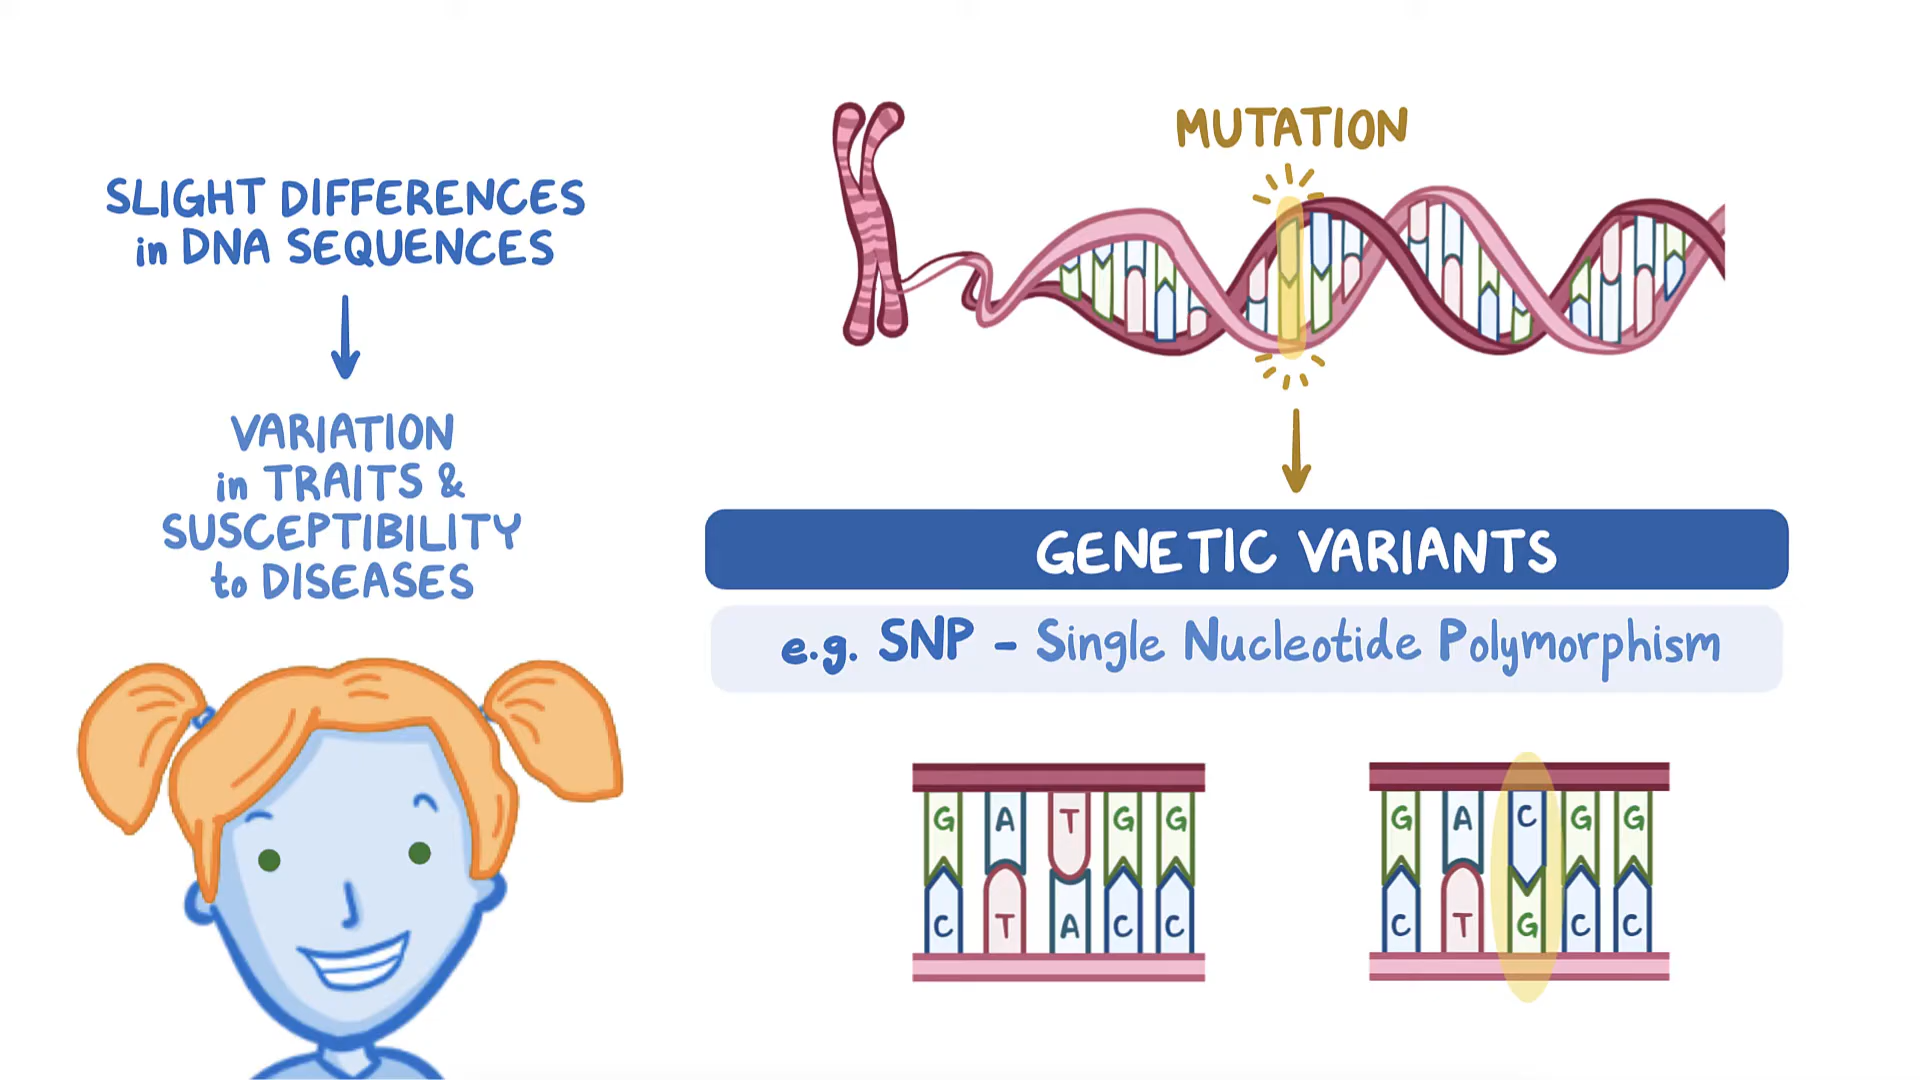 SLIGHT DIFFERENCES
in DNA SEQUENCES
VARIATION
in TRAITS &
SUSCEPTIBILITY
to DISEASES
MUTATION
GENETIC VARIANTS
e.g. SNP - Single Nucleotide Polymorphism
G A T G G
C T A C C
G A C G G
C T G C C